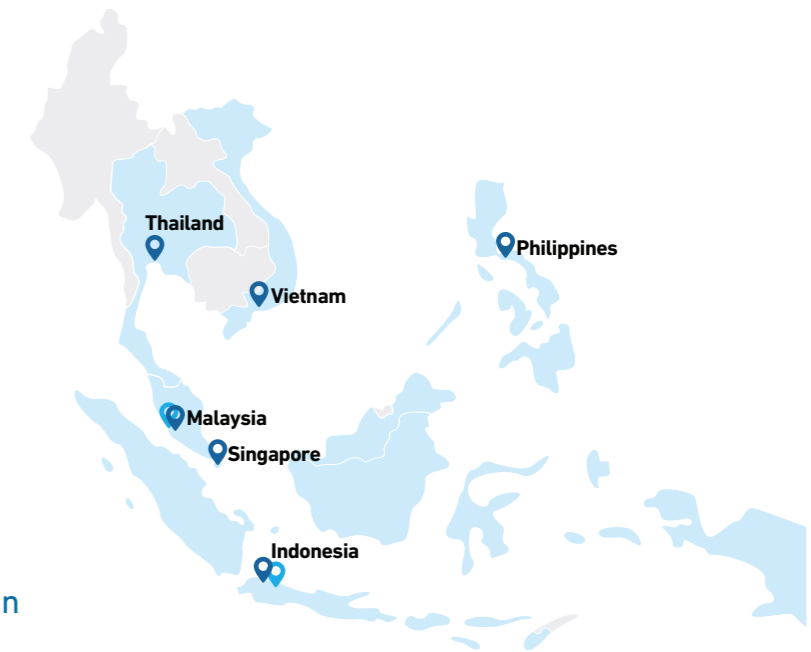 Thailand
Philippines
Vietnam
Malaysia
Singapore
Indonesia
n